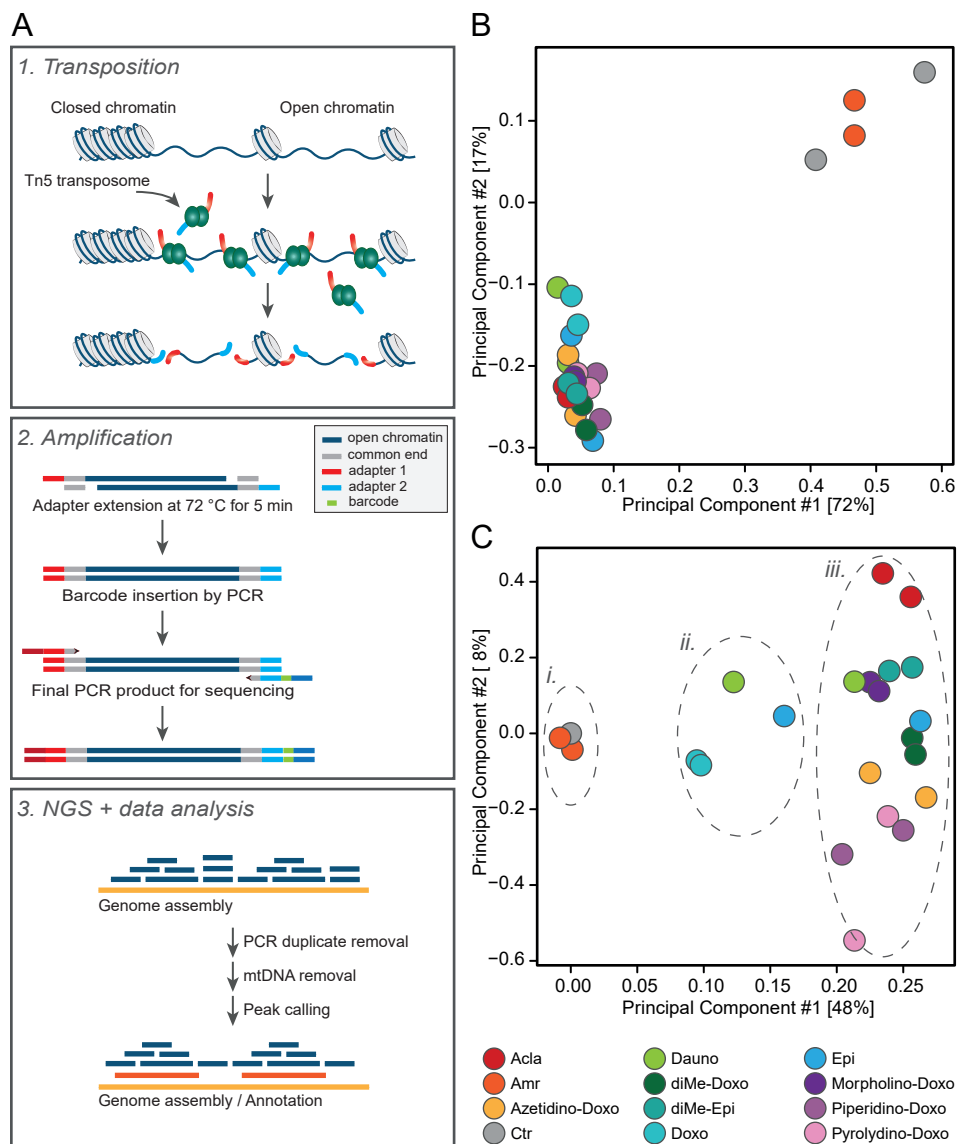 A
1. Transposition
Closed chromatin
Open chromatin
Tn5 transposome
2. Amplification
open chromatin
common end
adapter 1
adapter 2
barcode
Adapter extension at 72 °C for 5 min
Barcode insertion by PCR
Final PCR product for sequencing
3. NGS + data analysis
Genome assembly
PCR duplicate removal
mtDNA removal
Peak calling
Genome assembly / Annotation
B
Principal Component #2 [17%]
0.1
0.0
−0.1
−0.2
−0.3
0.0
0.1
0.2
0.3
0.4
0.5
0.6
Principal Component #1 [72%]
C
Principal Component #2 [ 8%]
0.4
0.2
0.0
−0.2
−0.4
−0.6
i.
ii.
iii.
0.00
0.05
0.10
0.15
0.20
0.25
Principal Component #1 [48%]
Acla
Amr
Azetidino-Doxo
Ctr
Dauno
diMe-Doxo
diMe-Epi
Doxo
Epi
Morpholino-Doxo
Piperidino-Doxo
Pyrolydino-Doxo